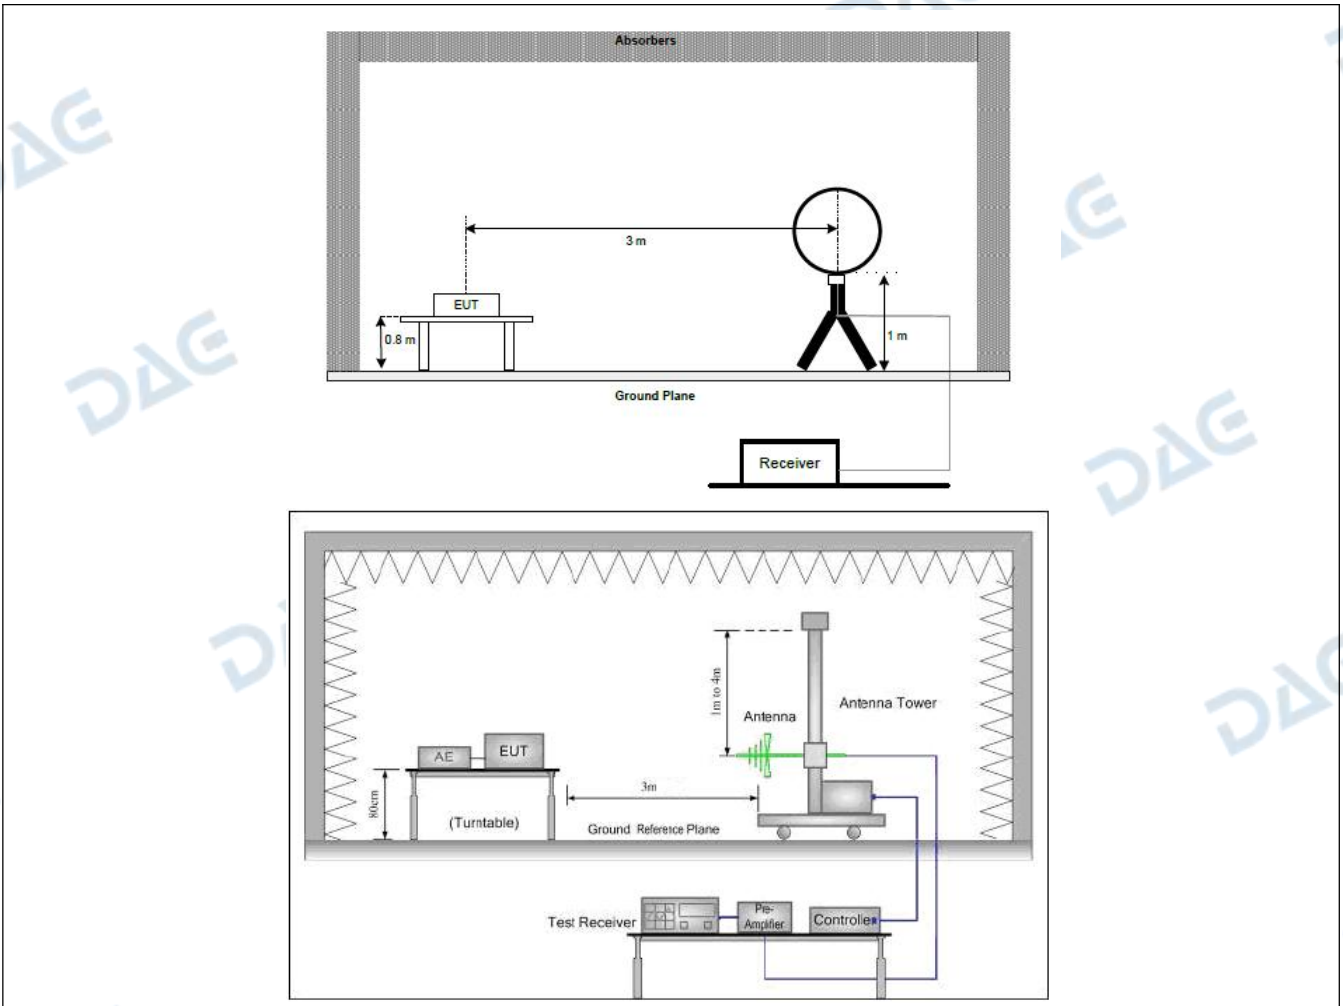 DAE
Absorbers
DAE
3 m
DAE
EUT
0.8 m
1 m
DAE
Ground Plane
DAE
Receiver
1m to 4m
Antenna
Antenna Tower
AE
EUT
3m
80cm
(Turntable)
Ground Reference Plane
DAE
DAE
Test Receiver
Pre-
Amplifier
Controller